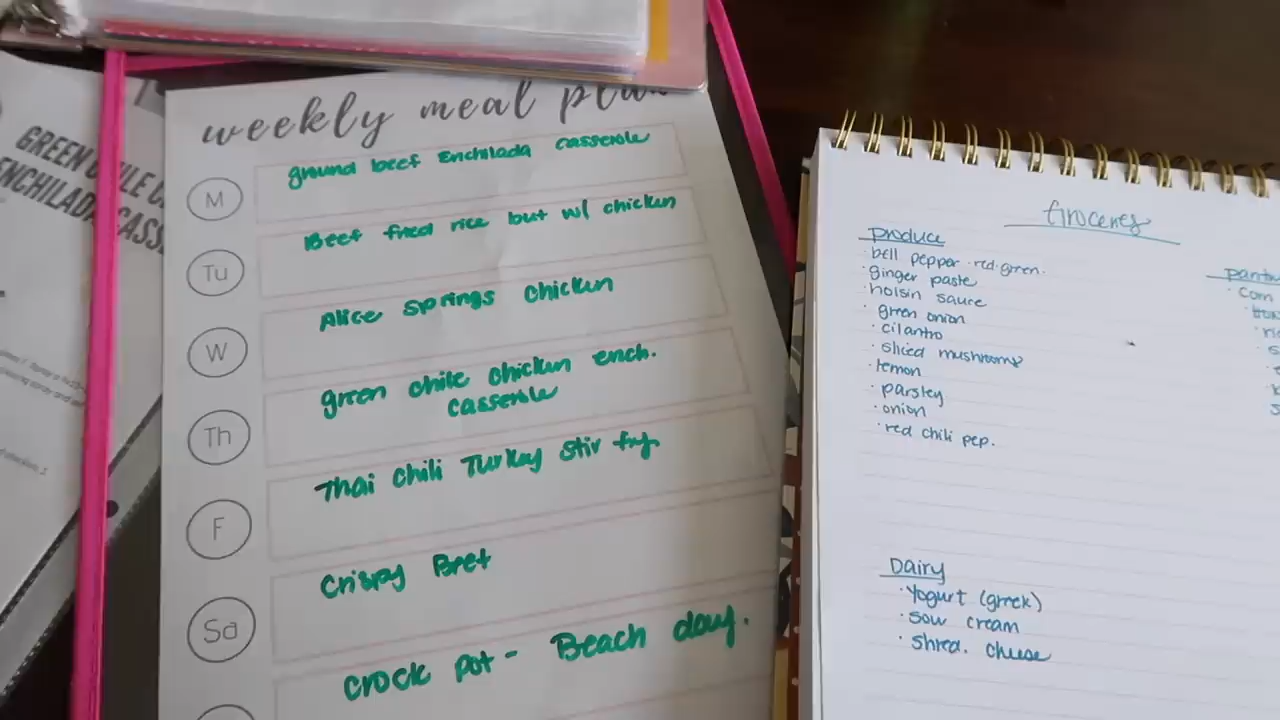 GREEN
ENCHILADA
weekly meal plan
M
ground beef Enchilada casserole
Tu
Beef fried rice but w/ chicken
W
Alice Springs Chicken
Th
green chile chicken ench.
casserole
F
Thai Chili Turkey Stir fry
Sa
Crispy Beef
crock pot - Beach day.
Groceries
produce
· bell pepper · red · green ·
· ginger paste
· hoisin sauce
· green onion
· cilantro
· sliced mushrooms
· lemon
· parsley
· onion
· red chili pep.
Dairy
· Yogurt (greek)
· sour cream
· shred. cheese